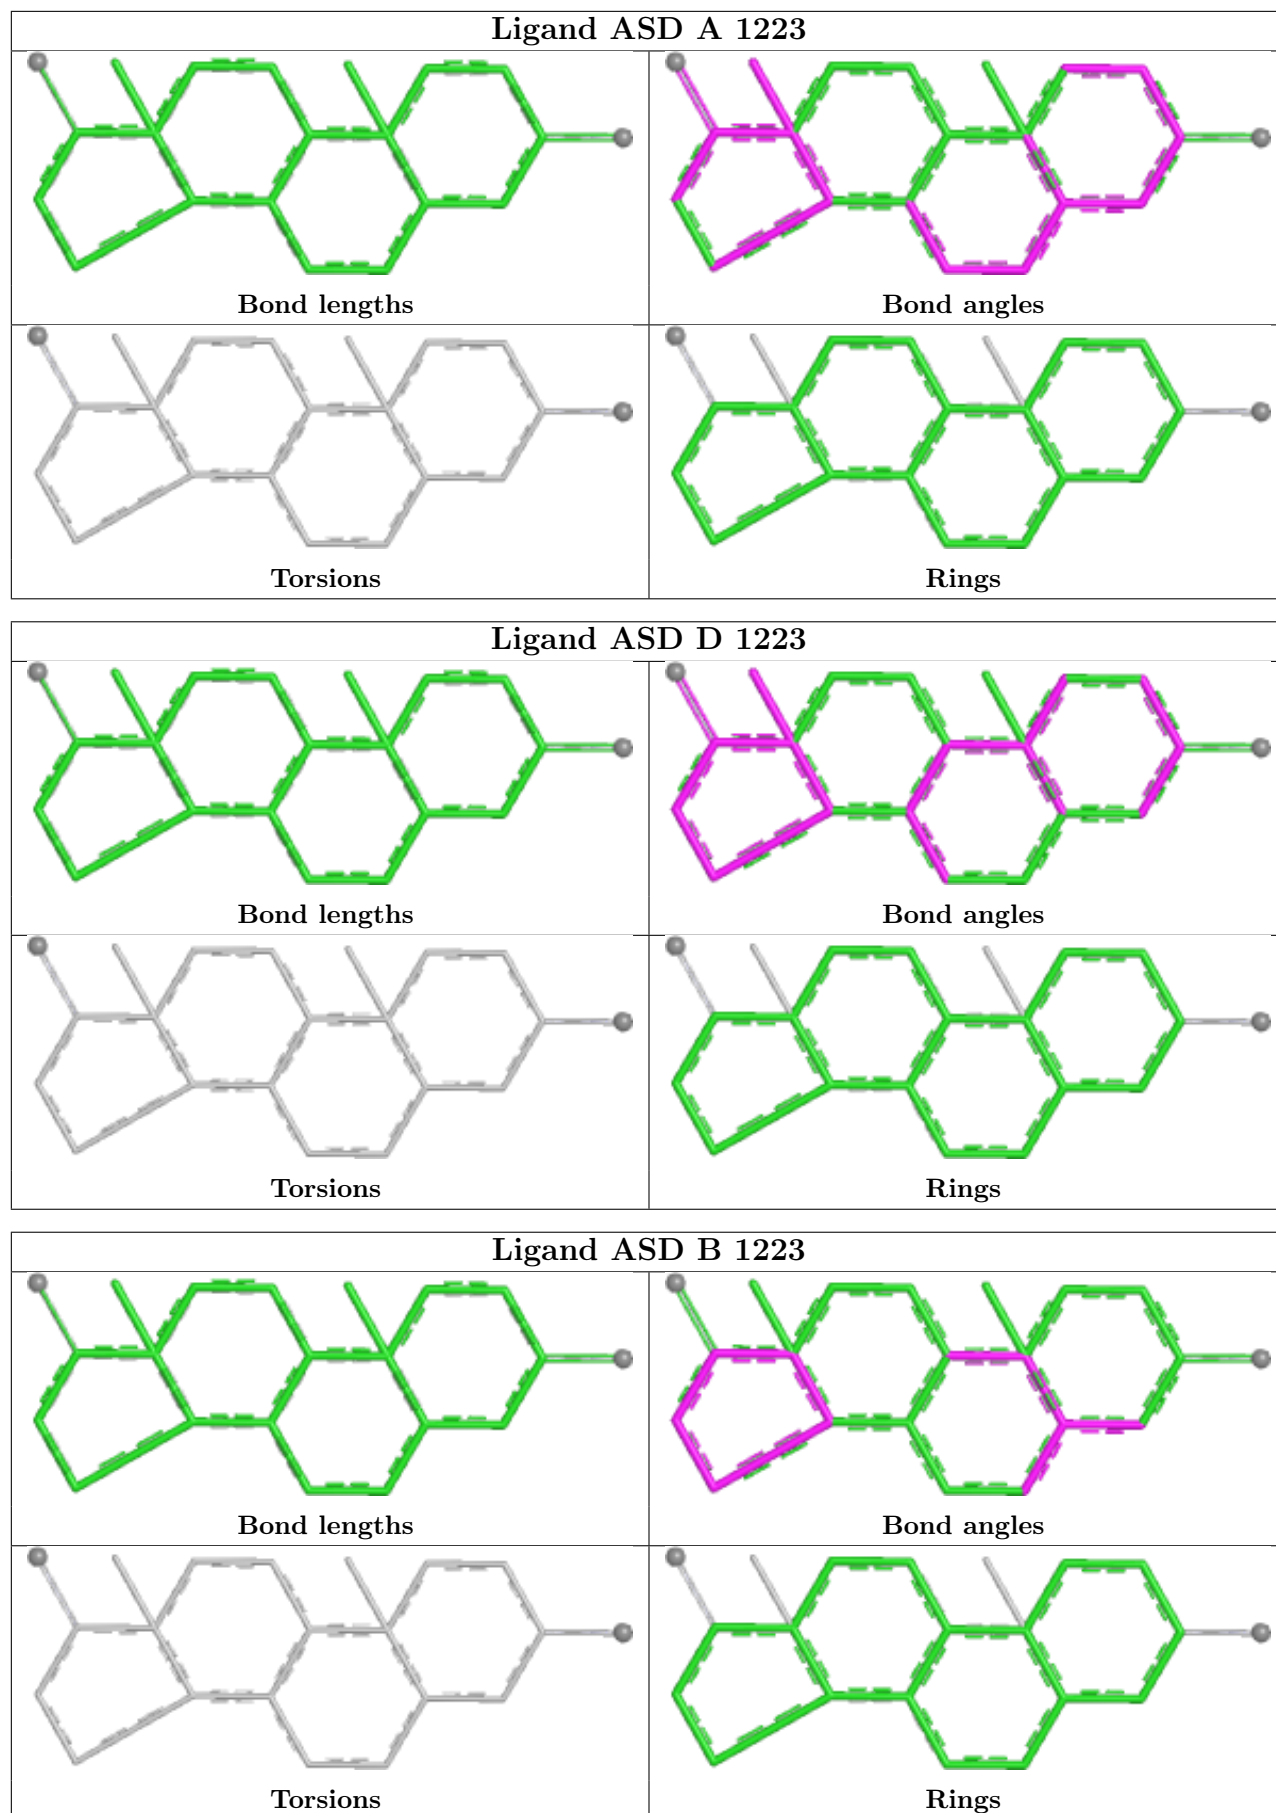 Ligand ASD A 1223
Bond lengths
Bond angles
Torsions
Rings
Ligand ASD D 1223
Bond lengths
Bond angles
Torsions
Rings
Ligand ASD B 1223
Bond lengths
Bond angles
Torsions
Rings